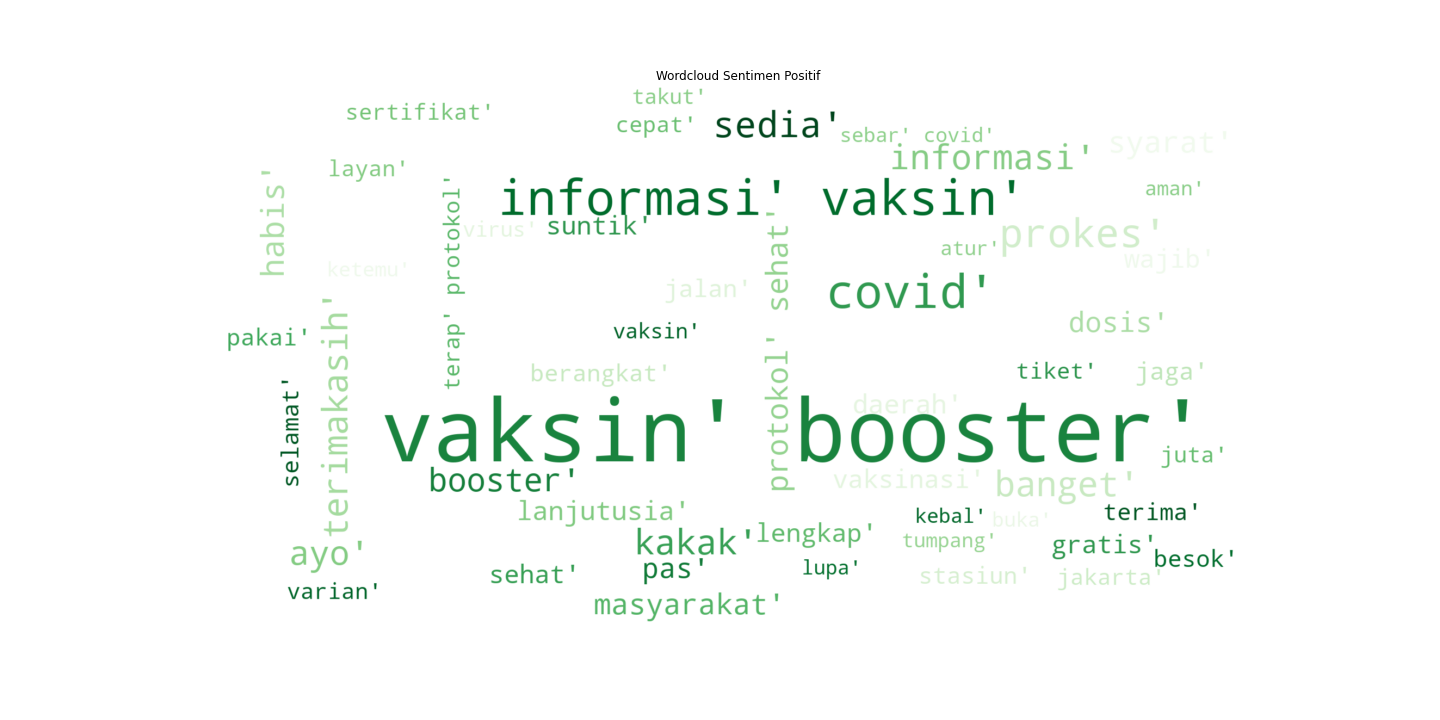 Wordcloud Sentimen Positif
takut'
sertifikat'
cepat'
sedia'
sebar' covid'
syarat'
informasi'
layan'
aman'
informasi' vaksin'
habis'
terap' protokol'
virus'
suntik'
protokol' sehat'
prokes'
atur'
wajib'
ketemu'
jalan'
covid'
terimakasih'
dosis'
pakai'
vaksin'
berangkat'
tiket'
jaga'
selamat'
daerah'
vaksin' booster'
juta'
booster'
vaksinasi'
banget'
lanjutusia'
kebal'
buka'
terima'
ayo'
kakak'
lengkap'
tumpang'
gratis'
besok'
sehat'
pas'
lupa'
stasiun'
jakarta'
varian'
masyarakat'